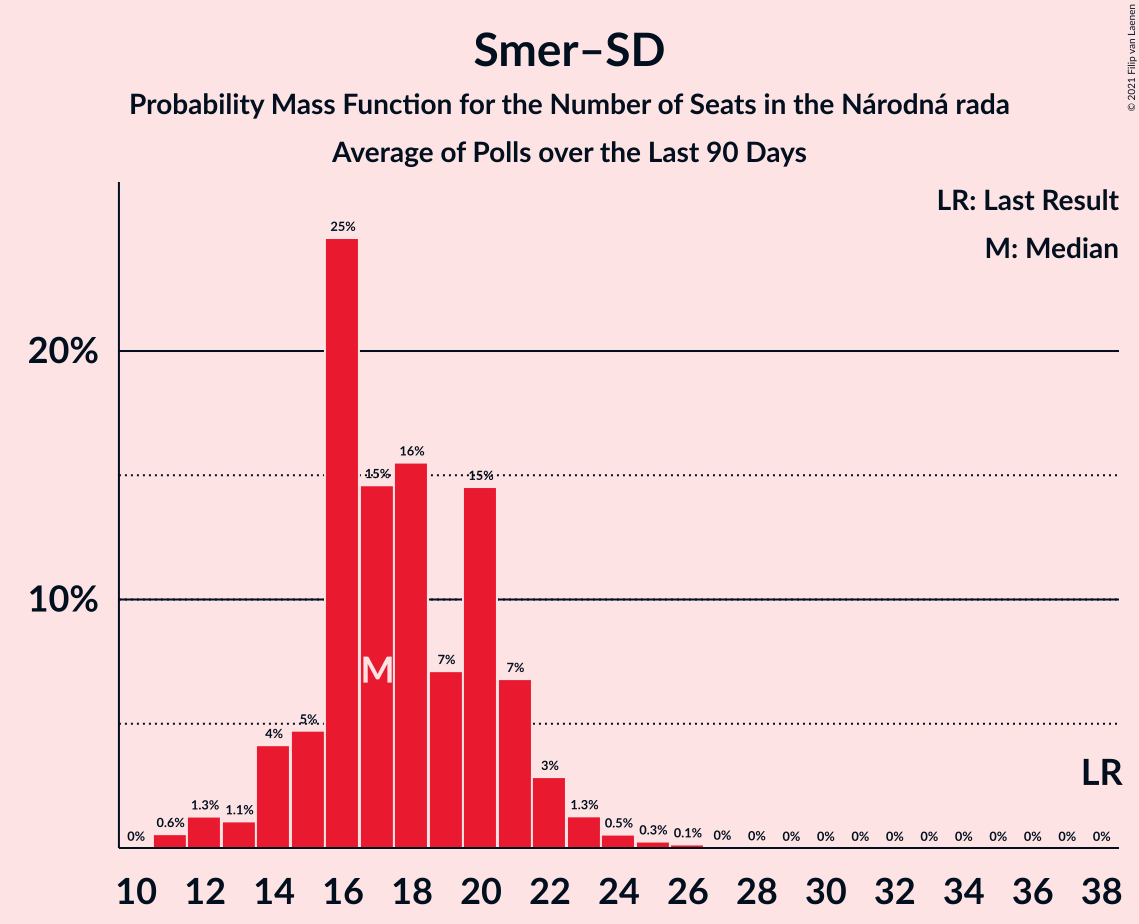 Smer–SD
Probability Mass Function for the Number of Seats in the Národná rada
Average of Polls over the Last 90 Days
© 2021 Filip van Laenen
LR: Last Result
M: Median
20%
10%
0% 0.6% 1.3% 1.1% 4% 5% 25% 15% 16% 7% 15% 7% 3% 1.3% 0.5% 0.3% 0.1% 0% 0% 0% 0% 0% 0% 0% 0% 0% 0% 0% 0%
M
LR
10 12 14 16 18 20 22 24 26 28 30 32 34 36 38